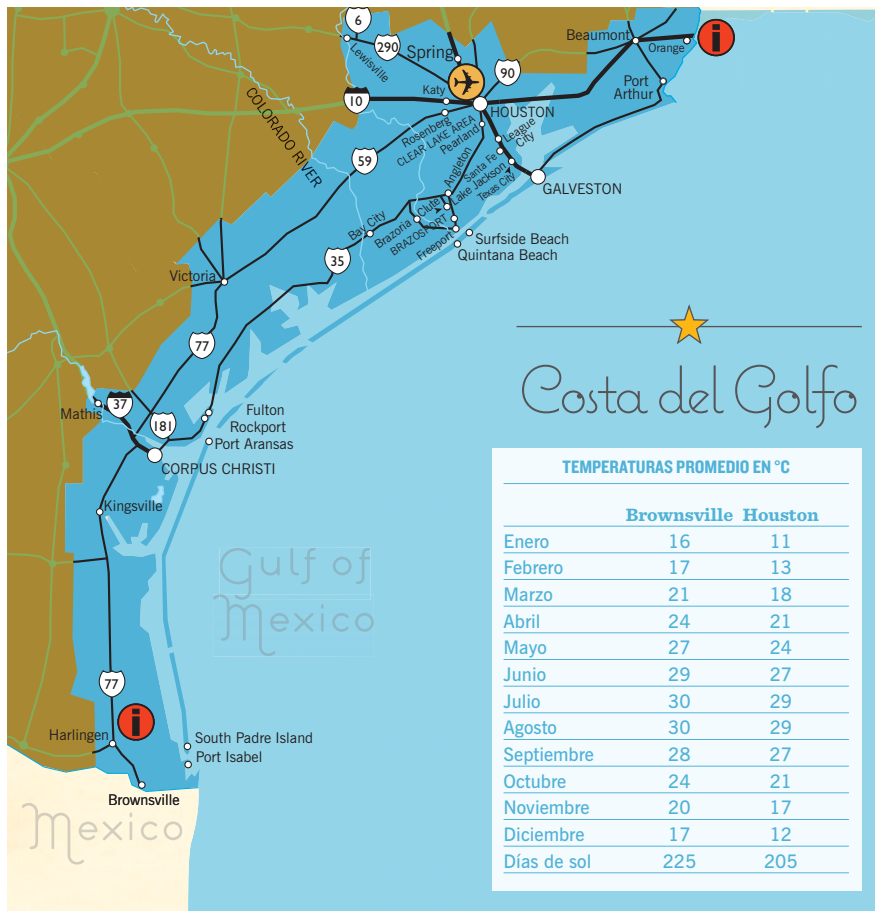 6
290
Lewisville
Spring
90
Beaumont
Orange
i
Port
Arthur
Katy
10
HOUSTON
COLORADO RIVER
Rosenberg
CLEAR LAKE AREA
Pearland
League
City
59
Santa Fe
Angleton
Lake Jackson
Texas City
GALVESTON
Clute
Bay City
Brazoria
BRAZOSPORT
Freeport
Surfside Beach
Quintana Beach
35
Victoria
77
Costa del Golfo
37
Mathis
181
Fulton
Rockport
Port Aransas
CORPUS CHRISTI
Kingsville
Gulf of
Mexico
77
i
Harlingen
South Padre Island
Port Isabel
Brownsville
Mexico
TEMPERATURAS PROMEDIO EN °C
Brownsville Houston
Enero 16 11
Febrero 17 13
Marzo 21 18
Abril 24 21
Mayo 27 24
Junio 29 27
Julio 30 29
Agosto 30 29
Septiembre 28 27
Octubre 24 21
Noviembre 20 17
Diciembre 17 12
Días de sol 225 205